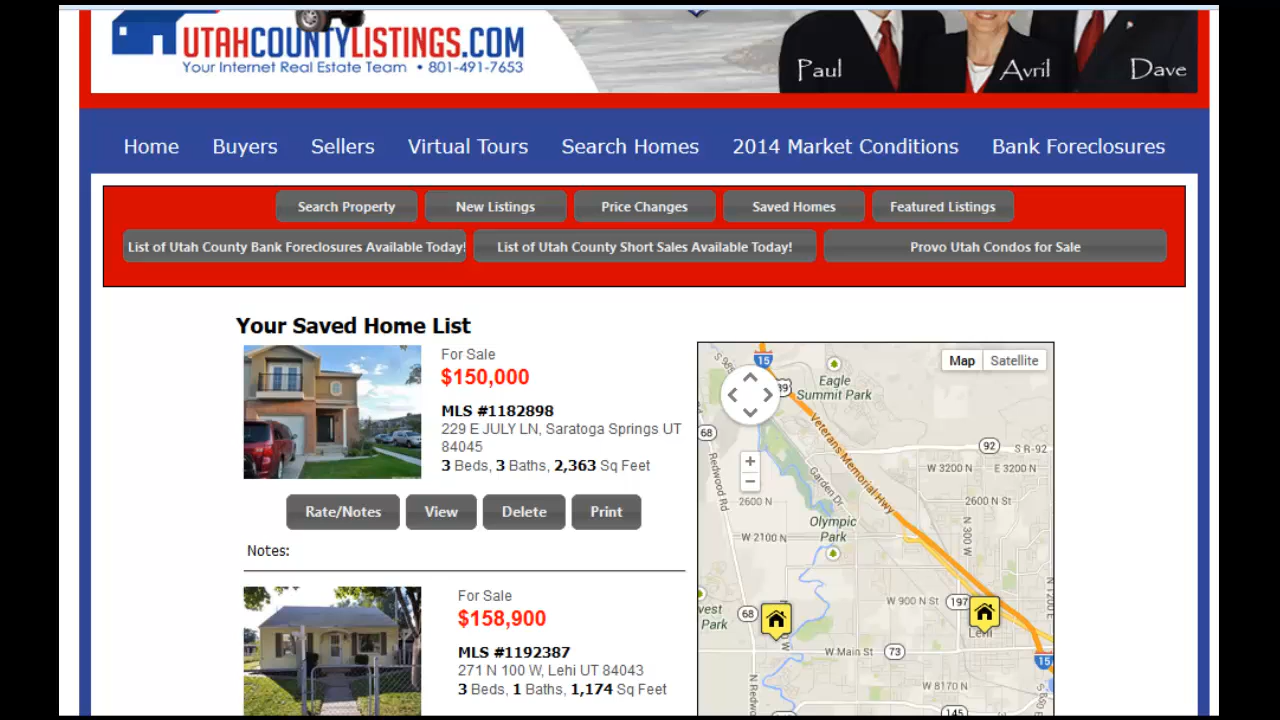 UTAHCOUNTYLISTINGS.COM
Your Internet Real Estate Team • 801-491-7653
Paul
Avril
Dave
Home
Buyers
Sellers
Virtual Tours
Search Homes
2014 Market Conditions
Bank Foreclosures
Search Property
New Listings
Price Changes
Saved Homes
Featured Listings
List of Utah County Bank Foreclosures Available Today!
List of Utah County Short Sales Available Today!
Provo Utah Condos for Sale
Your Saved Home List
For Sale
$150,000
MLS #1182898
229 E JULY LN, Saratoga Springs UT
84045
3 Beds, 3 Baths, 2,363 Sq Feet
Rate/Notes
View
Delete
Print
Notes:
For Sale
$158,900
MLS #1192387
271 N 100 W, Lehi UT 84043
3 Beds, 1 Baths, 1,174 Sq Feet
Map
Satellite
15
Eagle
Summit Park
68
Veterans Memorial Hwy
92
S R-92
W 3200 N
E 3200 N
Redwood Rd
Garden Dr
2600 N
2600 N St
Olympic
Park
N 300 W
W 2100 N
W 900 N St
197
68
Park
Lehi
W Main St
73
15
W 8170 N
145